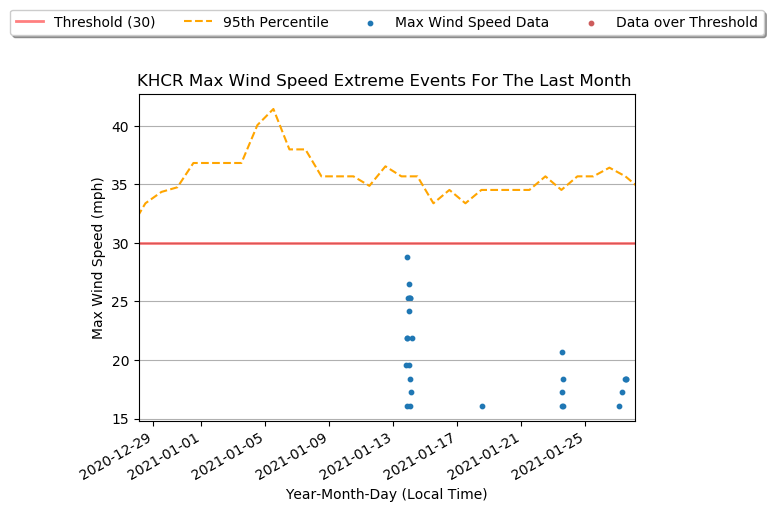 Threshold (30) 95th Percentile Max Wind Speed Data Data over Threshold
KHCR Max Wind Speed Extreme Events For The Last Month
Max Wind Speed (mph)
40
35
30
25
20
15
2020-12-29 2021-01-01 2021-01-05 2021-01-09 2021-01-13 2021-01-17 2021-01-21 2021-01-25
Year-Month-Day (Local Time)